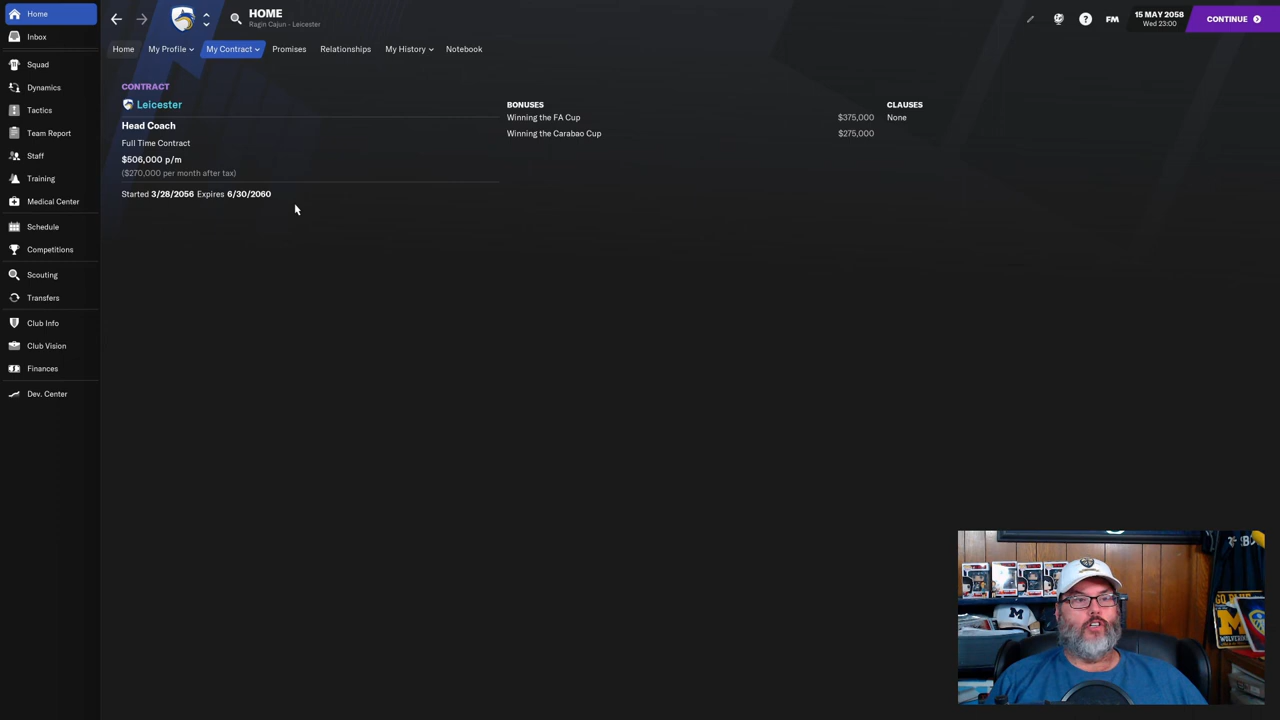 Home
HOME
Ragin Cajun - Leicester
FM
15 MAY 2058
Wed 23:00
CONTINUE
Inbox
Squad
Dynamics
Tactics
Team Report
Staff
Training
Medical Center
Schedule
Competitions
Scouting
Transfers
Club Info
Club Vision
Finances
Dev. Center
Home
My Profile
My Contract
Promises
Relationships
My History
Notebook
CONTRACT
Leicester
Head Coach
Full Time Contract
$506,000 p/m
($270,000 per month after tax)
Started 3/28/2056 Expires 6/30/2060
BONUSES
Winning the FA Cup $375,000
Winning the Carabao Cup $275,000
CLAUSES
None
M
GO BLUE
M
WOLVERINES